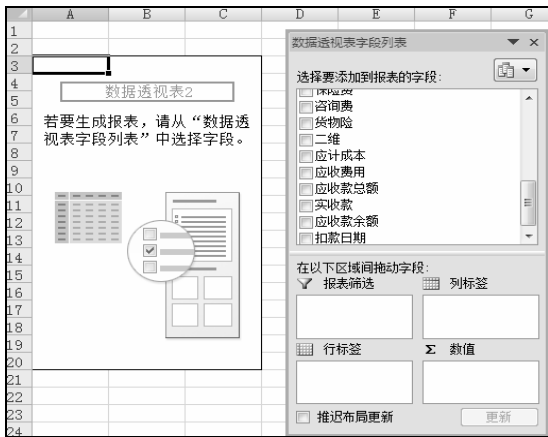 A B C D E F G
1
2
3
4
5
6
7
8
9
10
11
12
13
14
15
16
17
18
19
20
21
22
23
24
数据透视表2
若要生成报表，请从“数据透
视表字段列表”中选择字段。
数据透视表字段列表
选择要添加到报表的字段:
保险费
咨询费
货物险
二维
应计成本
应收费用
应收款总额
实收款
应收款余额
扣款日期
在以下区域间拖动字段:
报表筛选 列标签
行标签 Σ 数值
推迟布局更新 更新